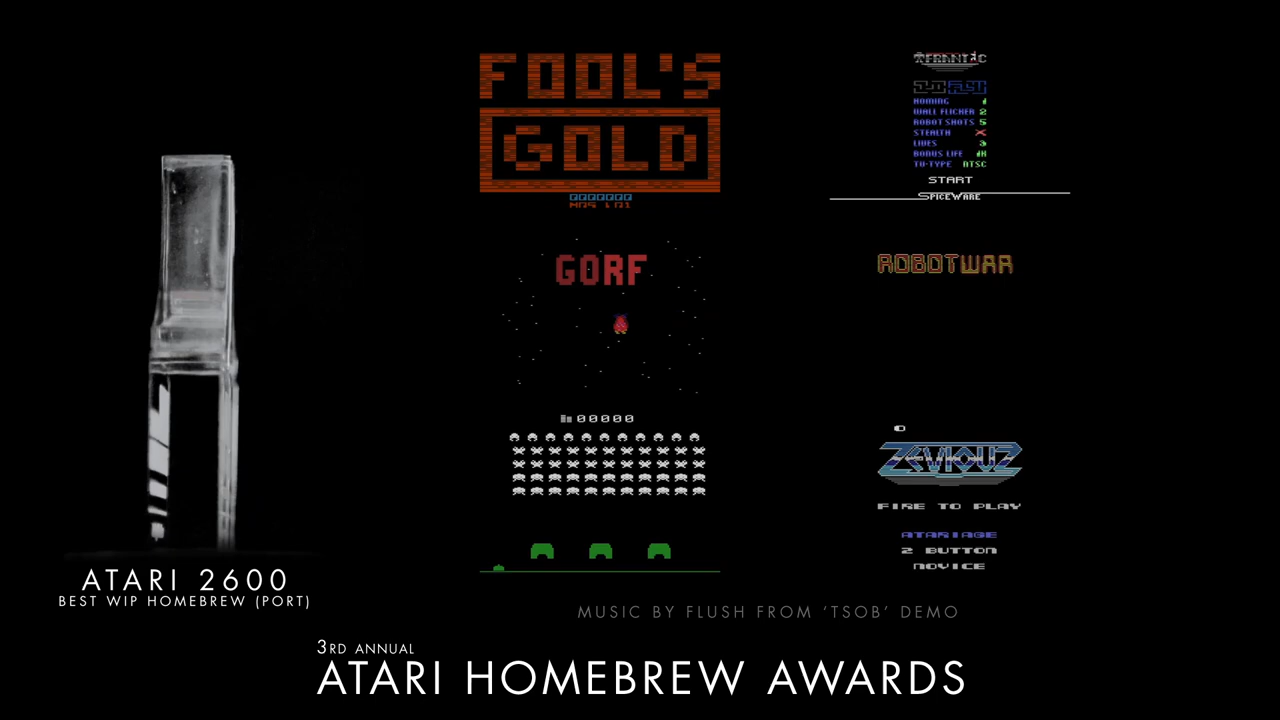 FOOL'S
GOLD
GORF
00000
HOMING 1
WALL FLICKER 2
ROBOT SHOTS 5
STEALTH X
LIVES 3
BONUS LIFE
TV-TYPE NTSC
START
SPICEWARE
ROBOTWAR
0
ZEVIOUZ
FIRE TO PLAY
ATARIAGE
2 BUTTON
NOVICE
ATARI 2600
BEST WIP HOMEBREW (PORT)
MUSIC BY FLUSH FROM ‘TSOB’ DEMO
3RD ANNUAL
ATARI HOMEBREW AWARDS